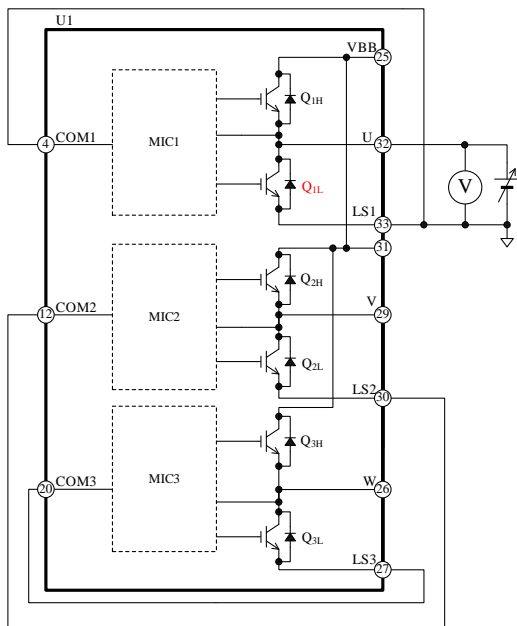 U1
VBB
25
Q1H
MIC1
COM1
4
U
32
V
Q1L
LS1
33
31
Q2H
COM2
12
MIC2
V
29
Q2L
LS2
30
Q3H
COM3
20
MIC3
W
26
Q3L
LS3
27